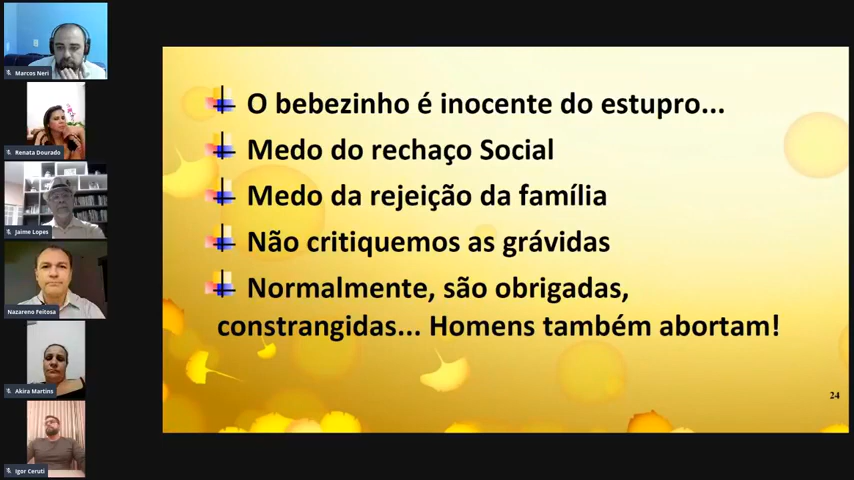 Marcos Neri
Renata Dourado
Jaime Lopes
Nazareno Feitosa
Akira Martins
Igor Ceruti
O bebezinho é inocente do estupro...
Medo do rechaço Social
Medo da rejeição da família
Não critiquemos as grávidas
Normalmente, são obrigadas,
constrangidas... Homens também abortam!
24